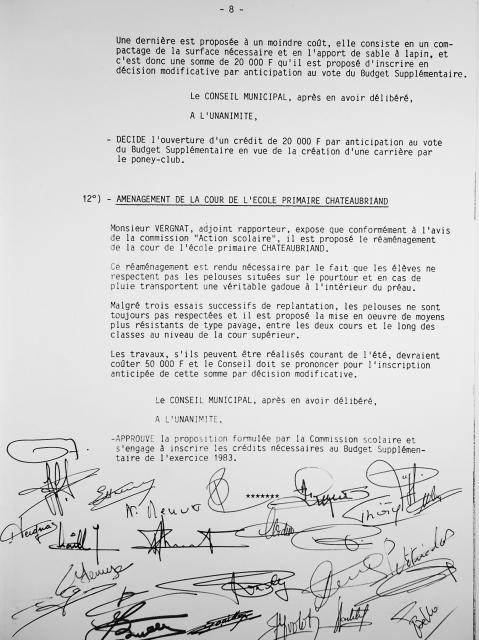 - 8 -
Une dernière est proposée à un moindre coût, elle consiste en un com-
pactage de la surface nécessaire et en l'apport de sable à lapin, et
c'est donc une somme de 20 000 F qu'il est proposé d'inscrire en
décision modificative par anticipation au vote du Budget Supplémentaire.
Le CONSEIL MUNICIPAL, après en avoir délibéré,
A L'UNANIMITE,
- DECIDE l'ouverture d'un crédit de 20 000 F par anticipation au vote
du Budget Supplémentaire en vue de la création d'une carrière par
le poney-club.
12°) - AMENAGEMENT DE LA COUR DE L'ECOLE PRIMAIRE CHATEAUBRIAND
Monsieur VERGNAT, adjoint rapporteur, expose que conformément à l'avis
de la commission "Action scolaire", il est proposé le réaménagement
de la cour de l'école primaire CHATEAUBRIAND.
Ce réaménagement est rendu nécessaire par le fait que les élèves ne
respectent pas les pelouses situées sur le pourtour et en cas de
pluie transportent une véritable gadoue à l'intérieur du préau.
Malgré trois essais successifs de replantation, les pelouses ne sont
toujours pas respectées et il est proposé la mise en oeuvre de moyens
plus résistants de type pavage, entre les deux cours et le long des
classes au niveau de la cour supérieure.
Les travaux, s'ils peuvent être réalisés courant de l'été, devraient
coûter 50 000 F et le Conseil doit se prononcer pour l'inscription
anticipée de cette somme par décision modificative.
Le CONSEIL MUNICIPAL, après en avoir délibéré,
A L'UNANIMITE,
-APPROUVE la proposition formulée par la Commission scolaire et
s'engage à inscrire les crédits nécessaires au Budget Supplémen-
taire de l'exercice 1983.
*******